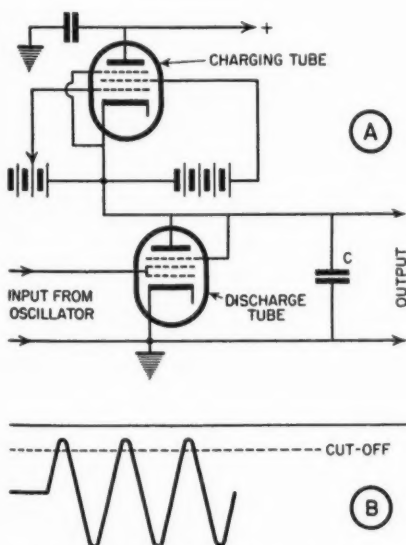 +
CHARGING TUBE
A
C
INPUT FROM
OSCILLATOR
DISCHARGE
TUBE
OUTPUT
CUT-OFF
B